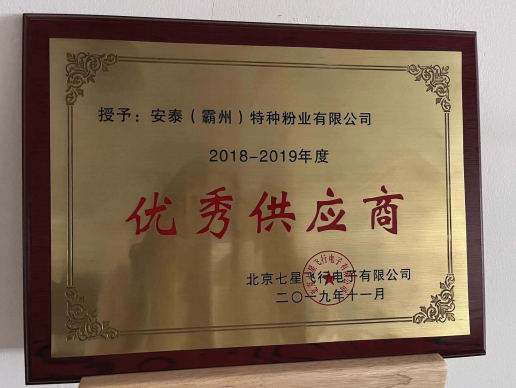 授予：安泰（霸州）特种粉业有限公司
2018-2019年度
优秀供应商
北京七星飞行电子有限公司
二〇一九年十一月